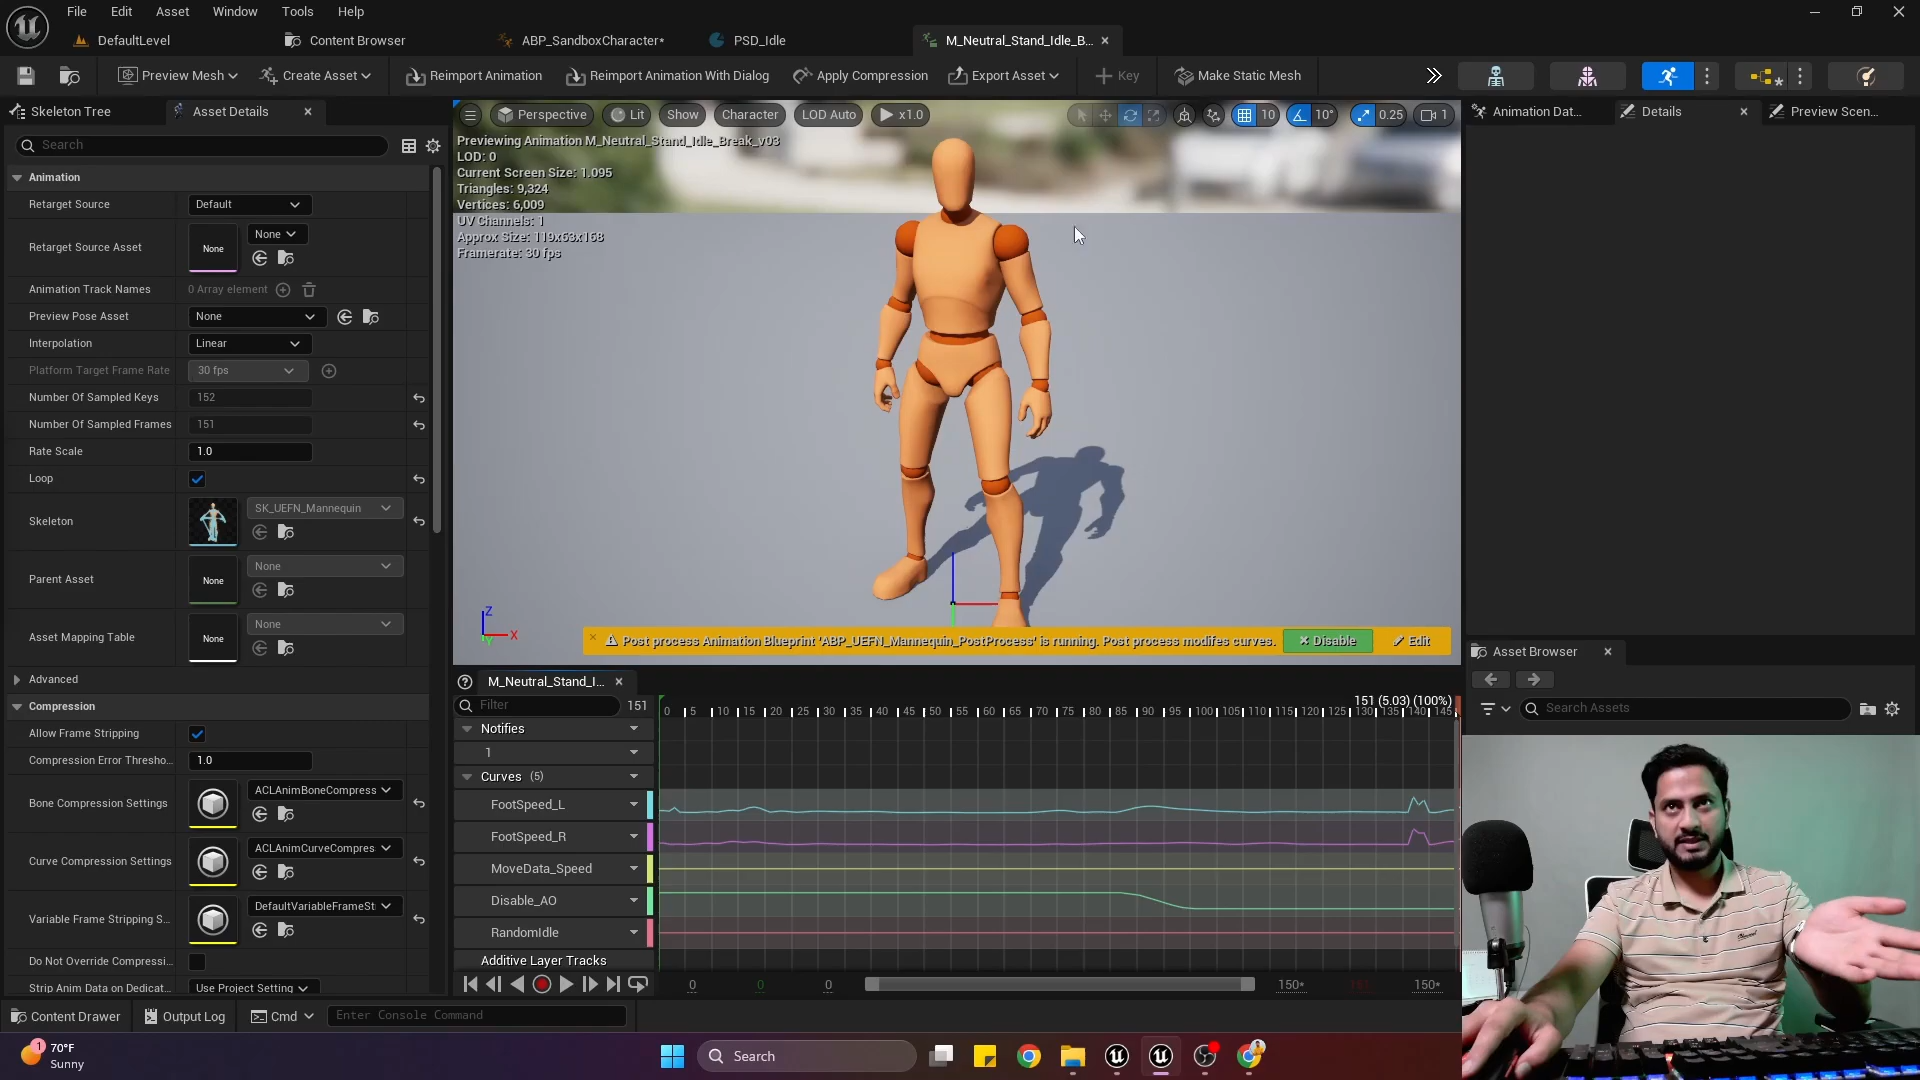 File Edit Asset Window Tools Help
DefaultLevel Content Browser ABP_SandboxCharacter* PSD_Idle M_Neutral_Stand_Idle_B...
Preview Mesh Create Asset Reimport Animation Reimport Animation With Dialog Apply Compression Export Asset Key Make Static Mesh
Skeleton Tree Asset Details
Search
Animation
Retarget Source Default
Retarget Source Asset None None
Animation Track Names 0 Array element
Preview Pose Asset None
Interpolation Linear
Platform Target Frame Rate 30 fps
Number Of Sampled Keys 152
Number Of Sampled Frames 151
Rate Scale 1.0
Loop
Skeleton SK_UEFN_Mannequin
Parent Asset None None
Asset Mapping Table None None
Advanced
Compression
Allow Frame Stripping
Compression Error Thresho... 1.0
Bone Compression Settings ACLAnimBoneCompress
Curve Compression Settings ACLAnimCurveCompres
Variable Frame Stripping S... DefaultVariableFrameSt
Do Not Override Compressi...
Strip Anim Data on Dedicat... Use Project Setting
Perspective Lit Show Character LOD Auto x1.0 10 10° 0.25 1
Previewing Animation M_Neutral_Stand_Idle_Break_v03
LOD: 0
Current Screen Size: 1.095
Triangles: 9,324
Vertices: 6,009
UV Channels: 1
Approx Size: 119x63x168
Framerate: 30 fps
Z
X
Post process Animation Blueprint 'ABP_UEFN_Mannequin_PostProcess' is running. Post process modifes curves. Disable Edit
M_Neutral_Stand_I...
Filter 151
151 (5.03) (100%)
0 5 10 15 20 25 30 35 40 45 50 55 60 65 70 75 80 85 90 95 100 105 110 115 120 125 130 135 140 145
Notifies
1
Curves (5)
FootSpeed_L
FootSpeed_R
MoveData_Speed
Disable_AO
RandomIdle
Additive Layer Tracks
0 0 0 150* 150*
Animation Dat... Details Preview Scen...
Asset Browser
Search Assets
Content Drawer Output Log Cmd Enter Console Command
1
70°F
Sunny
Search